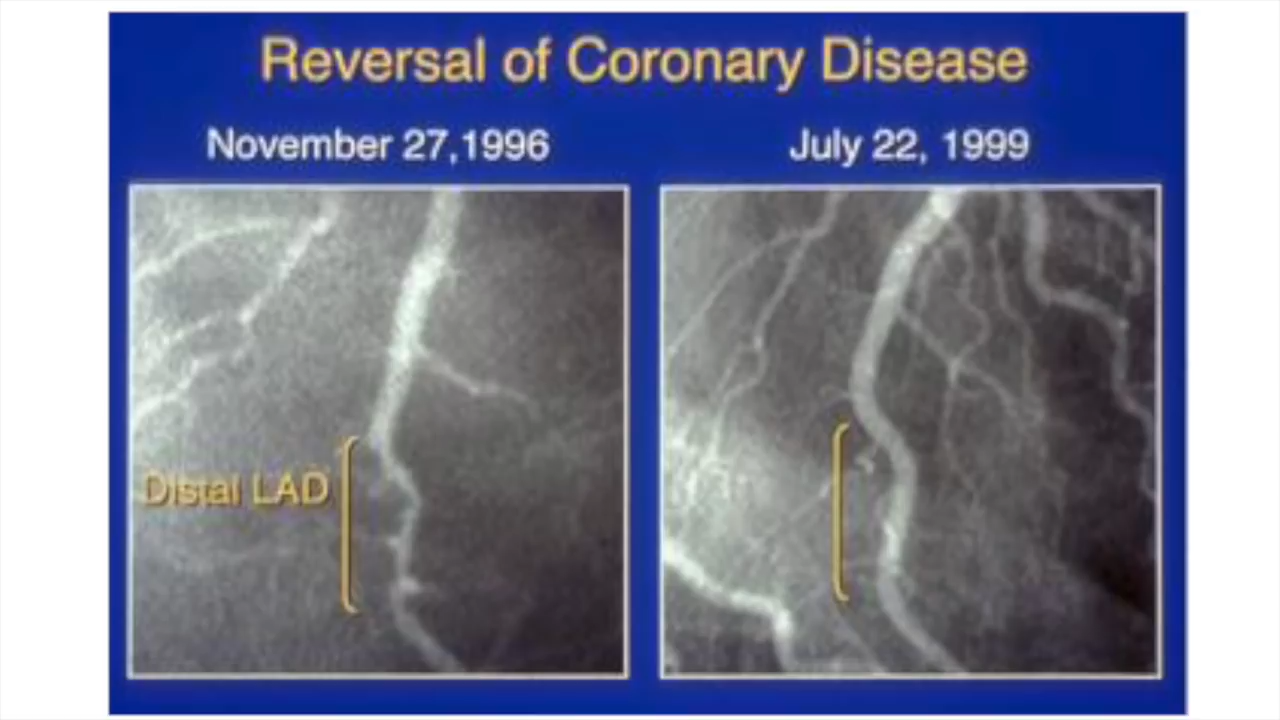 Reversal of Coronary Disease
November 27,1996
July 22, 1999
Distal LAD